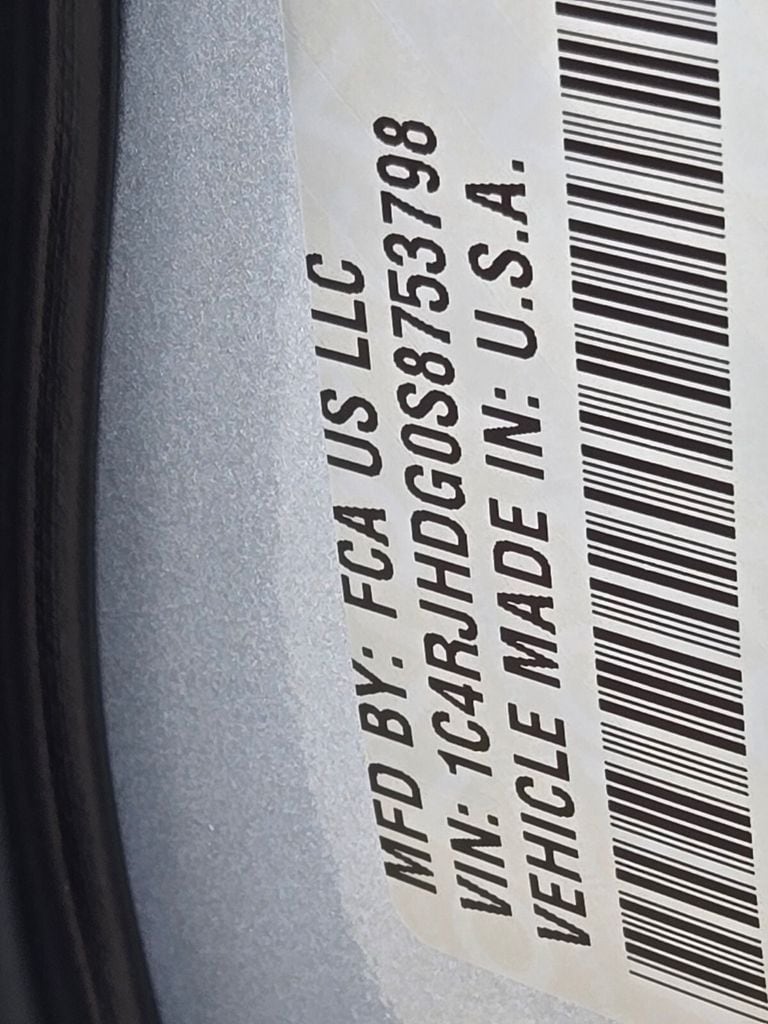 MFD BY: FCA US LLC
VIN: 1C4RJHDG0S8753798
VEHICLE MADE IN: U.S.A.